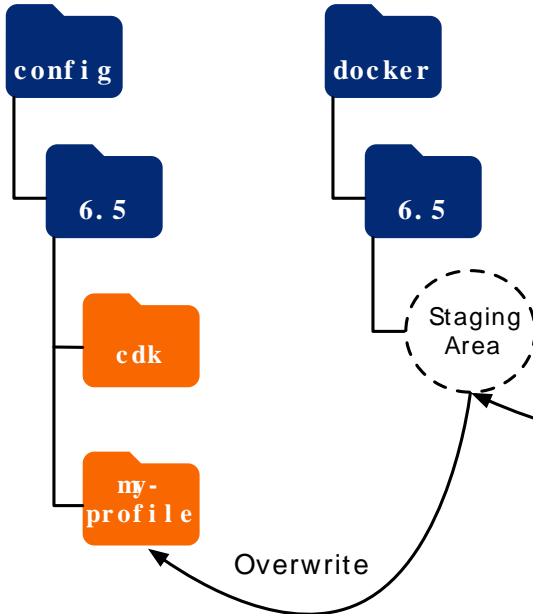 config
docker
6.5
6.5
Staging
Area
cdk
my-
profile
Overwrite